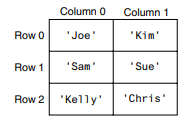 Column 0 Column 1
Row 0 'Joe' 'Kim'
Row 1 'Sam' 'Sue'
Row 2 'Kelly' 'Chris'